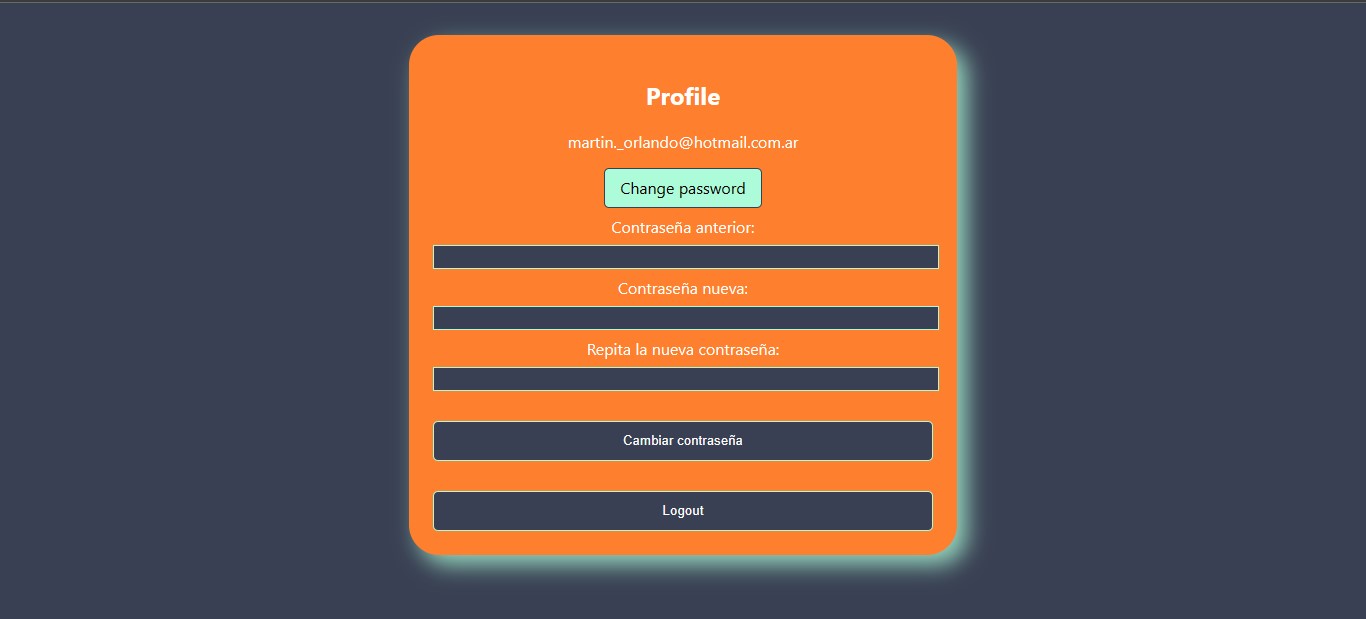 Profile
martin._orlando@hotmail.com.ar
Change password
Contraseña anterior:
Contraseña nueva:
Repita la nueva contraseña:
Cambiar contraseña
Logout